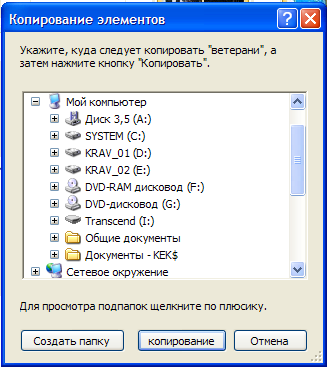 Копирование элементов
Укажите, куда следует копировать "ветерани", а
затем нажмите кнопку "Копировать".
Мой компьютер
Диск 3,5 (A:)
SYSTEM (C:)
KRAV_01 (D:)
KRAV_02 (E:)
DVD-RAM дисковод (F:)
DVD-дисковод (G:)
Transcend (I:)
Общие документы
Документы - KEK$
Сетевое окружение
Для просмотра подпапок щелкните по плюсику.
Создать папку копирование Отмена